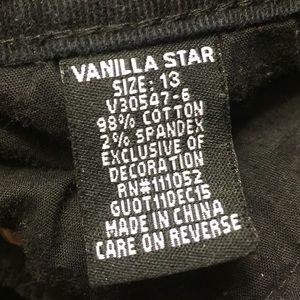 VANILLA STAR
SIZE: 13
V30547-6
98% COTTON
2% SPANDEX
EXCLUSIVE OF
DECORATION
RN#111052
GUOT11DEC15
MADE IN CHINA
CARE ON REVERSE